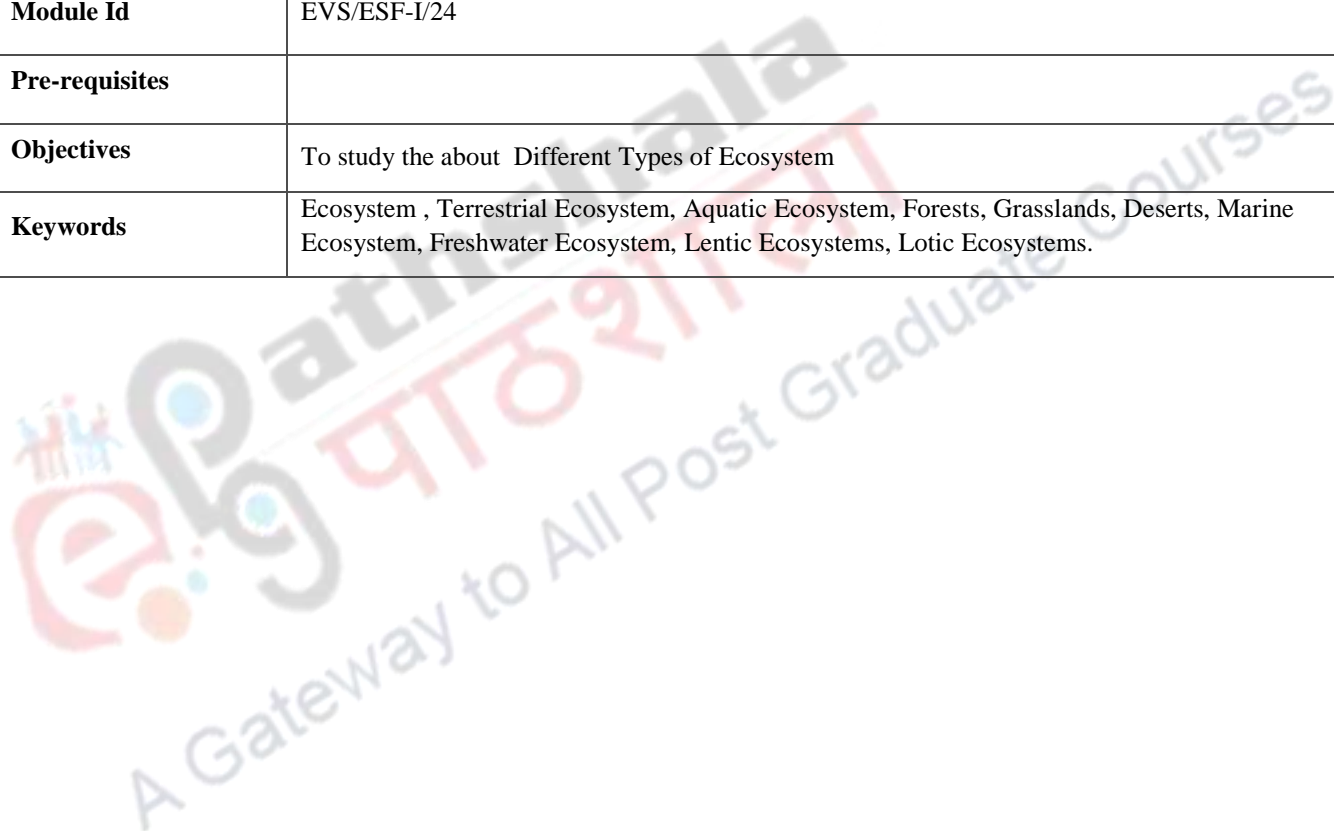 Module Id EVS/ESF-I/24
Pre-requisites
Objectives To study the about Different Types of Ecosystem
Keywords Ecosystem , Terrestrial Ecosystem, Aquatic Ecosystem, Forests, Grasslands, Deserts, Marine
Ecosystem, Freshwater Ecosystem, Lentic Ecosystems, Lotic Ecosystems.
e Pg Pathshala
पाठशाला
A Gateway to All Post Graduate Courses